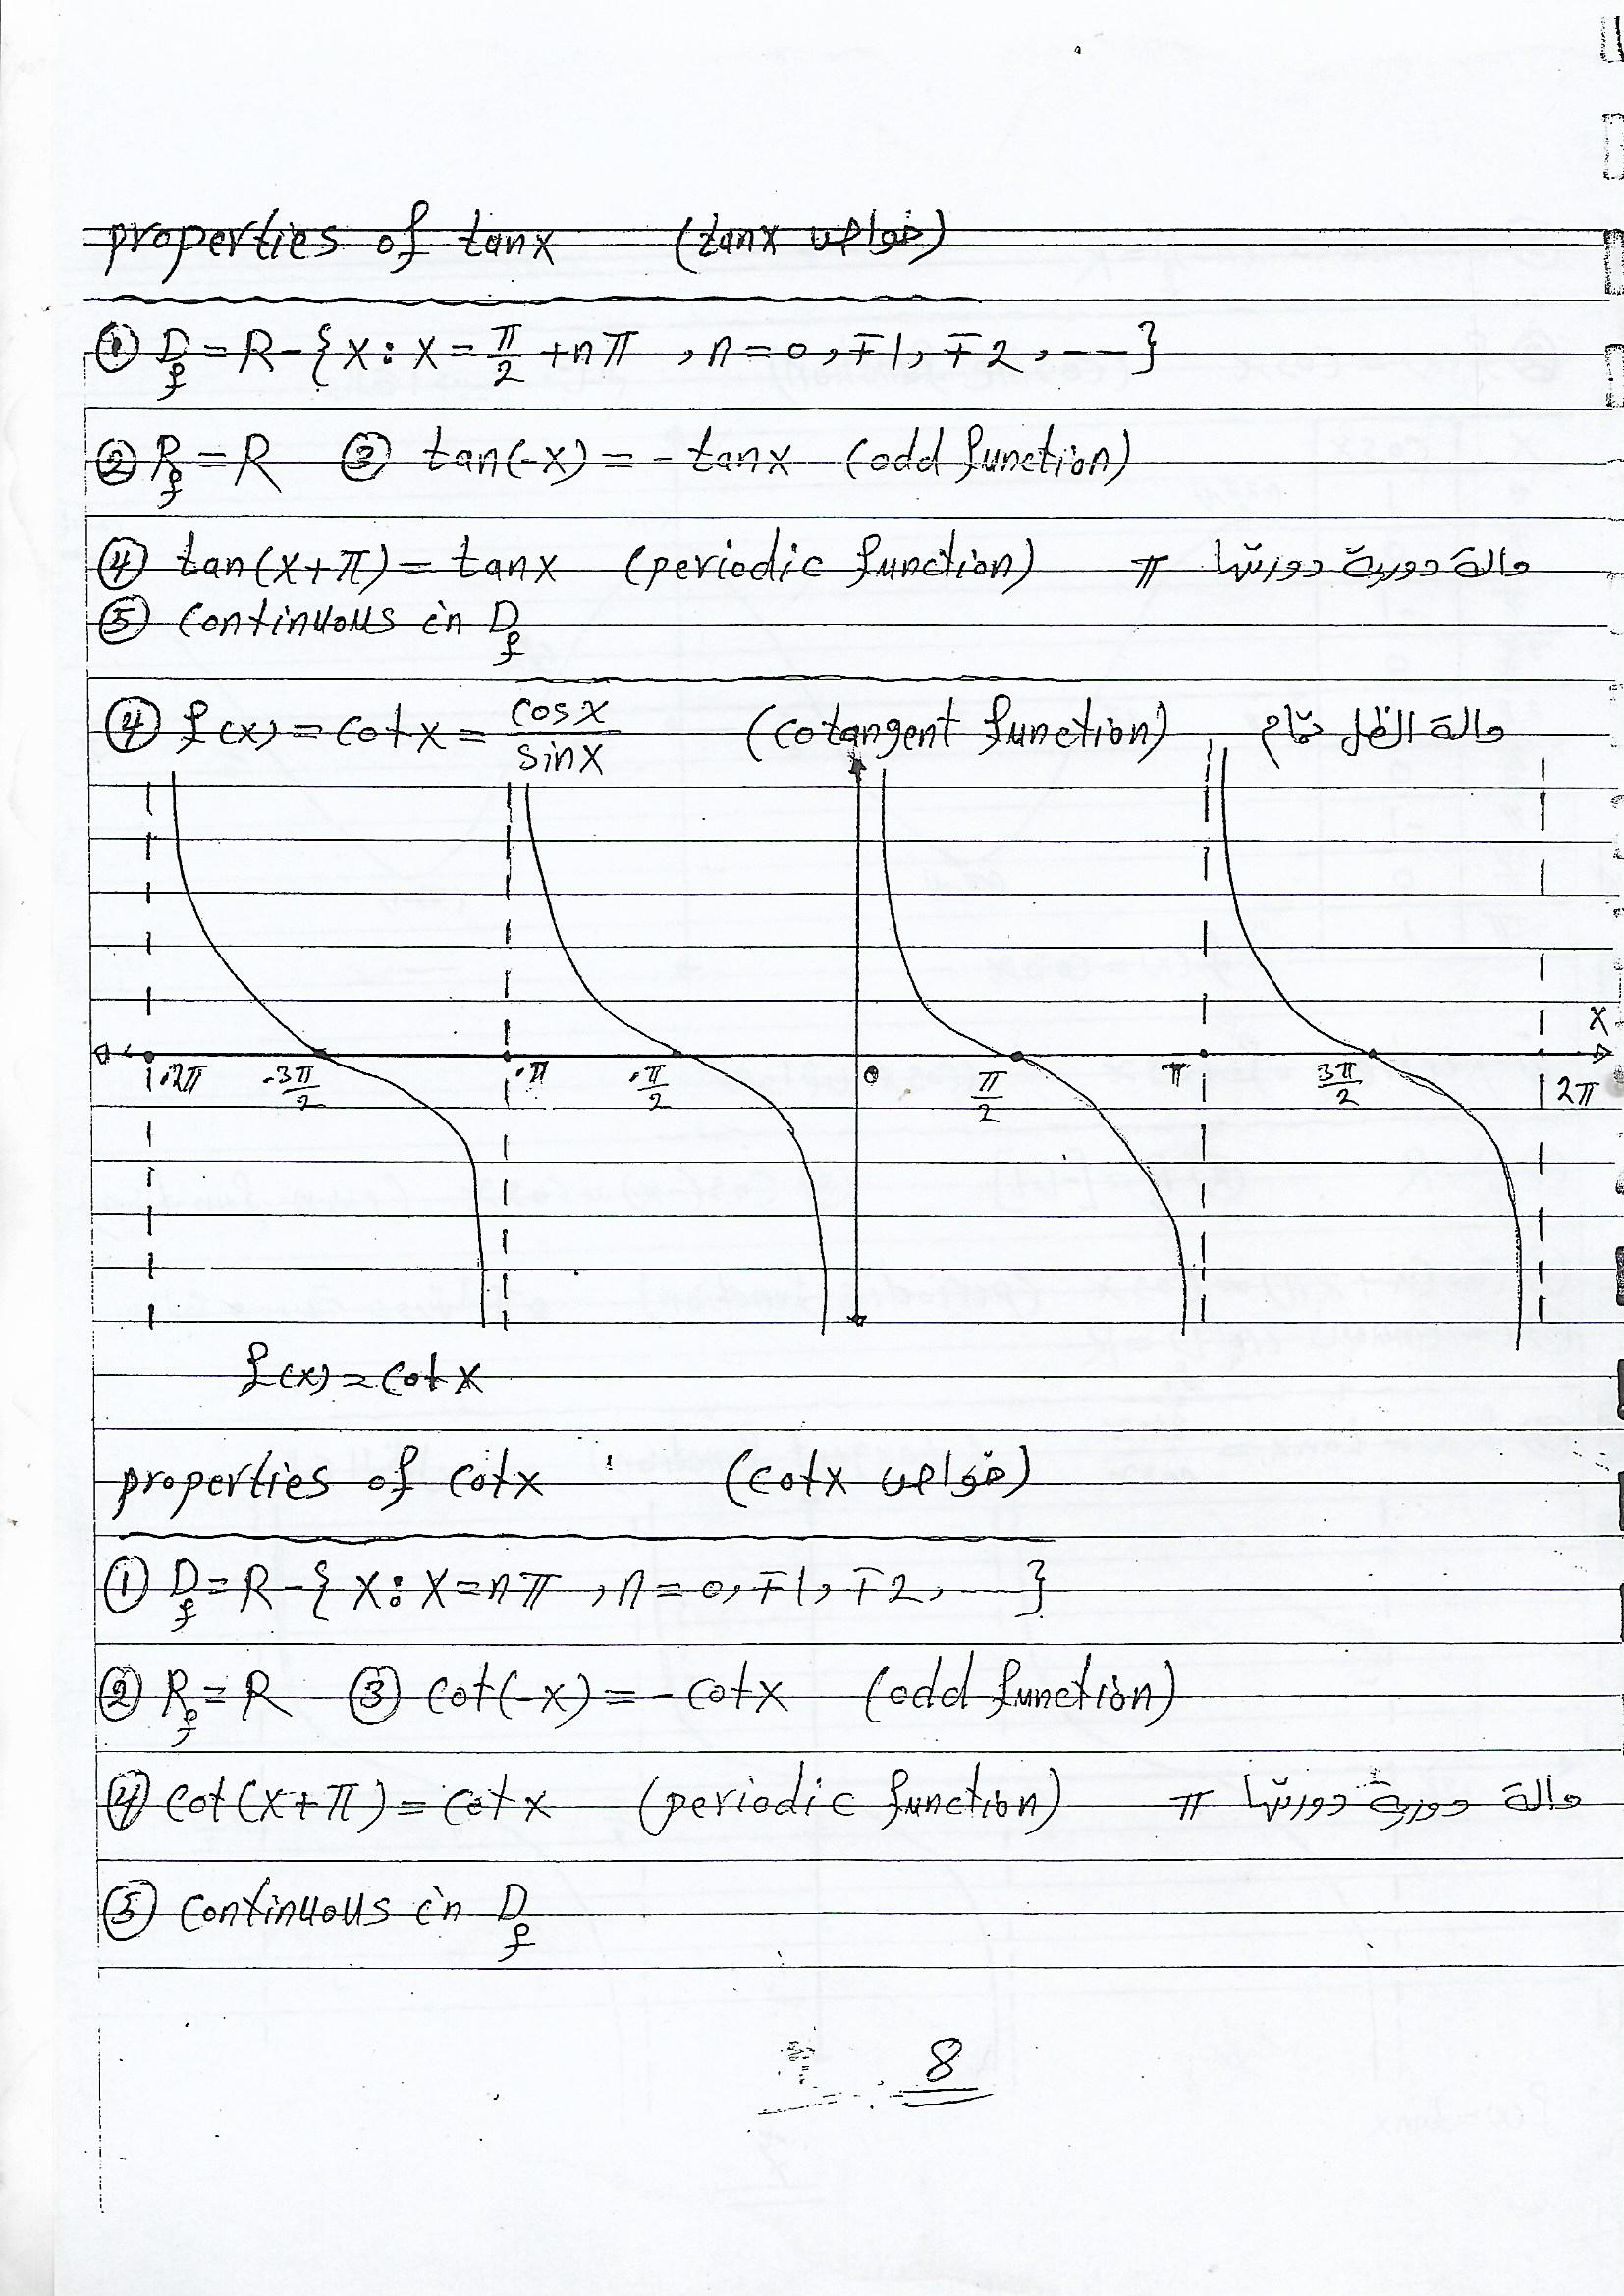 properties of tanx (خواص tanx)
① D_f = R - { x : x = π/2 + nπ , n = 0, ∓1, ∓2, --- }
② R_f = R ③ tan(-x) = - tanx (odd function)
④ tan(x+π) = tanx (periodic function) دالة دورية دورتها π
⑤ continuous in D_f
④ f(x) = cotx = cosx/sinx (cotangent function) دالة الظل تمام
x
-2π -3π/2 -π -π/2 0 π/2 π 3π/2 2π
f(x) = cotx
properties of cotx (خواص cotx)
① D_f = R - { x : x = nπ , n = 0, ∓1, ∓2, --- }
② R_f = R ③ cot(-x) = - cotx (odd function)
④ cot(x+π) = cotx (periodic function) دالة دورية دورتها π
⑤ continuous in D_f
8